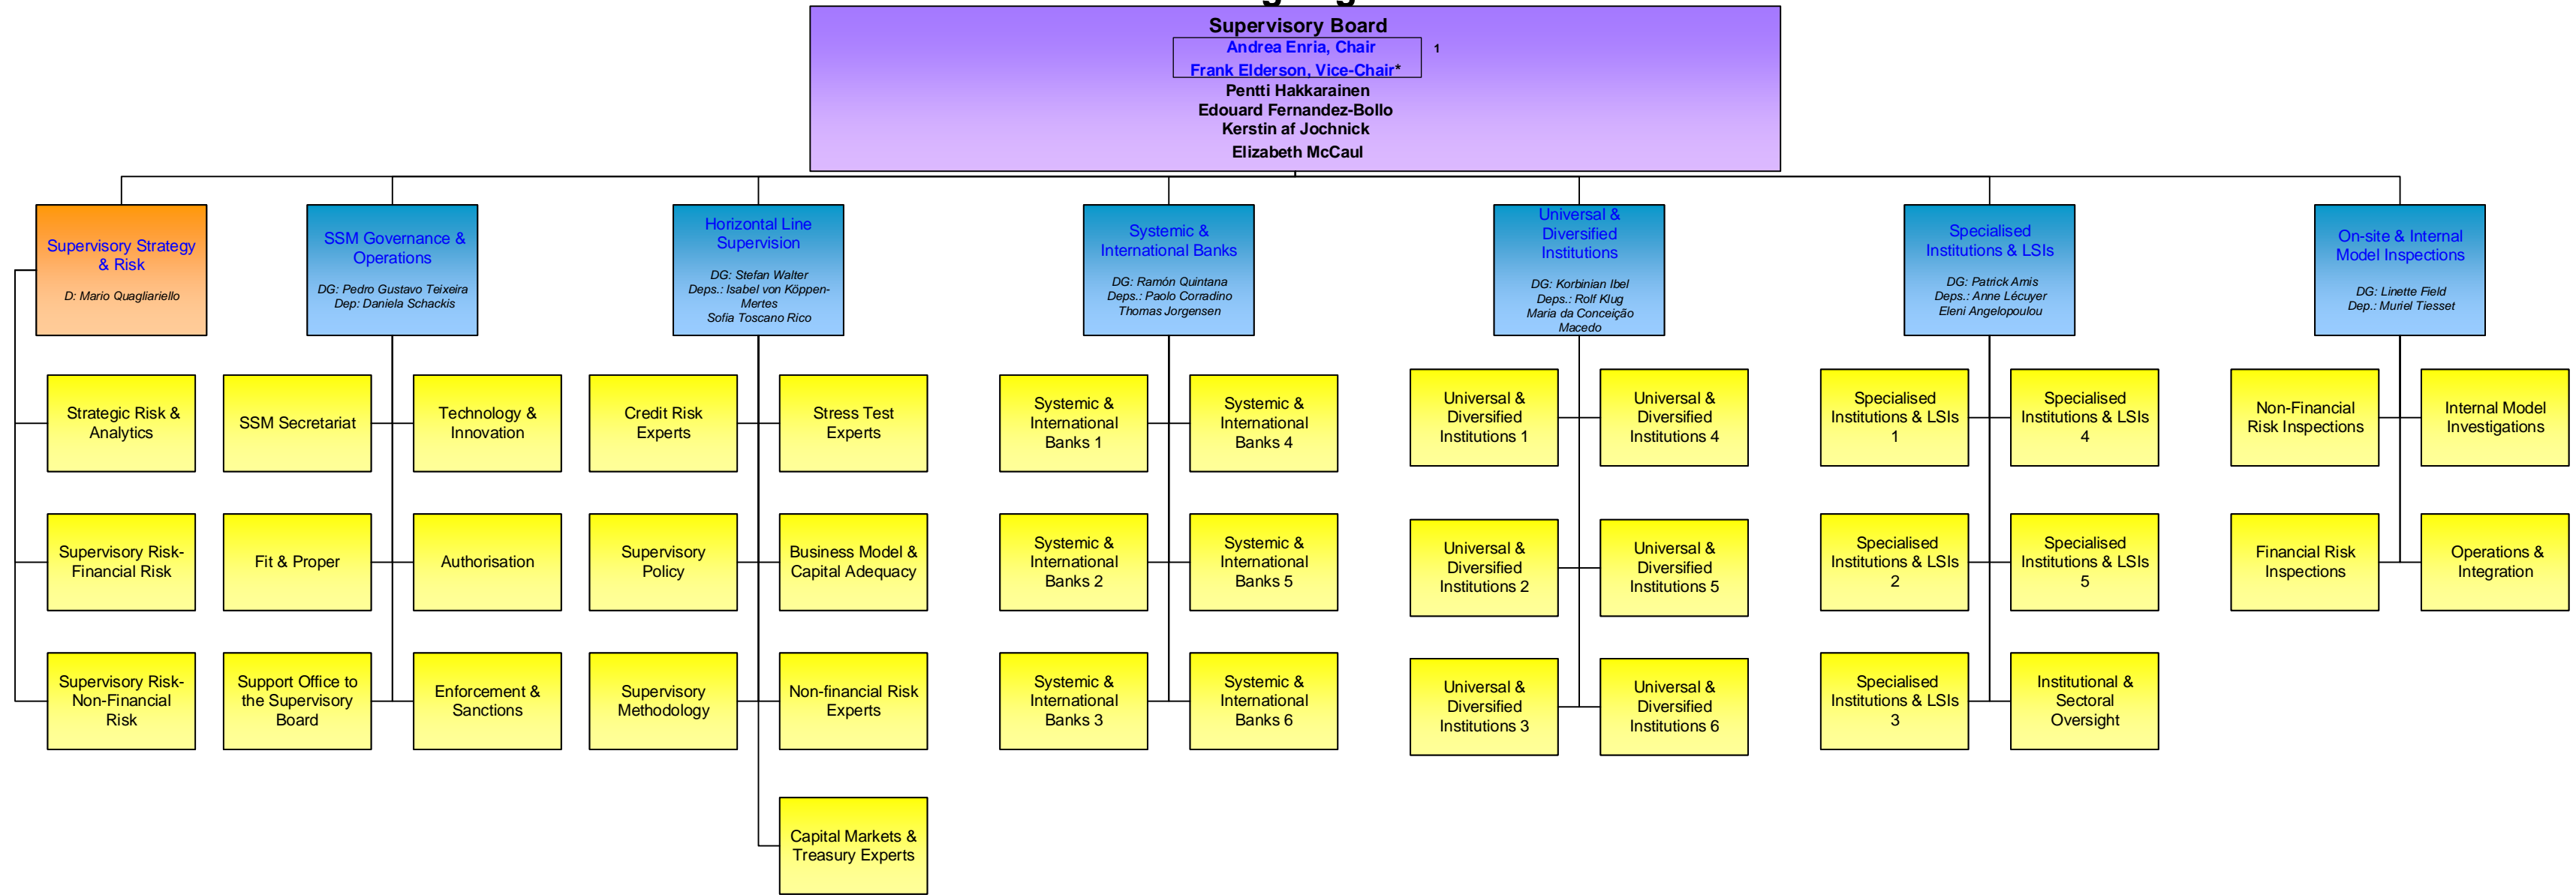 Supervisory Board
Andrea Enria, Chair
1
Frank Elderson, Vice-Chair*
Pentti Hakkarainen
Edouard Fernandez-Bollo
Kerstin af Jochnick
Elizabeth McCaul
Supervisory Strategy
& Risk
D: Mario Quagliariello
SSM Governance &
Operations
DG: Pedro Gustavo Teixeira
Dep: Daniela Schackis
Horizontal Line
Supervision
DG: Stefan Walter
Deps.: Isabel von Köppen-
Mertes
Sofia Toscano Rico
Systemic &
International Banks
DG: Ramón Quintana
Deps.: Paolo Corradino
Thomas Jorgensen
Universal &
Diversified
Institutions
DG: Korbinian Ibel
Deps.: Rolf Klug
Maria da Conceição
Macedo
Specialised
Institutions & LSIs
DG: Patrick Amis
Deps.: Anne Lécuyer
Eleni Angelopoulou
On-site & Internal
Model Inspections
DG: Linette Field
Dep.: Muriel Tiesset
Strategic Risk &
Analytics
SSM Secretariat
Technology &
Innovation
Credit Risk
Experts
Stress Test
Experts
Systemic &
International
Banks 1
Systemic &
International
Banks 4
Universal &
Diversified
Institutions 1
Universal &
Diversified
Institutions 4
Specialised
Institutions & LSIs
1
Specialised
Institutions & LSIs
4
Non-Financial
Risk Inspections
Internal Model
Investigations
Supervisory Risk-
Financial Risk
Fit & Proper
Authorisation
Supervisory
Policy
Business Model &
Capital Adequacy
Systemic &
International
Banks 2
Systemic &
International
Banks 5
Universal &
Diversified
Institutions 2
Universal &
Diversified
Institutions 5
Specialised
Institutions & LSIs
2
Specialised
Institutions & LSIs
5
Financial Risk
Inspections
Operations &
Integration
Supervisory Risk-
Non-Financial
Risk
Support Office to
the Supervisory
Board
Enforcement &
Sanctions
Supervisory
Methodology
Non-financial Risk
Experts
Systemic &
International
Banks 3
Systemic &
International
Banks 6
Universal &
Diversified
Institutions 3
Universal &
Diversified
Institutions 6
Specialised
Institutions & LSIs
3
Institutional &
Sectoral
Oversight
Capital Markets &
Treasury Experts